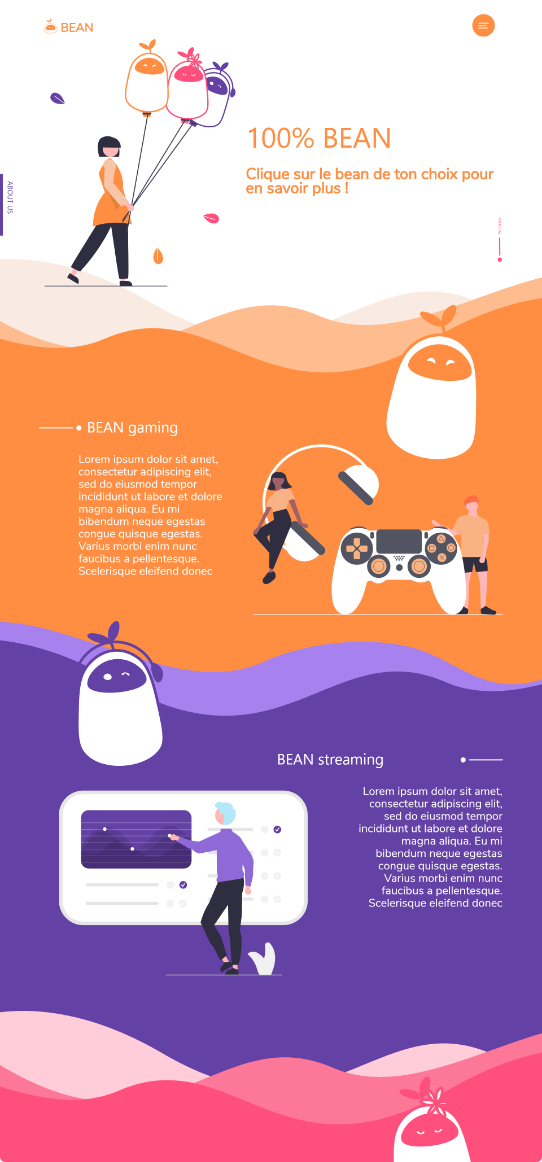 BEAN
100% BEAN
Clique sur le bean de ton choix pour
en savoir plus !
ABOUT US
BEAN gaming
Lorem ipsum dolor sit amet,
consectetur adipiscing elit,
sed do eiusmod tempor
incididunt ut labore et dolore
magna aliqua. Eu mi
bibendum neque egestas
congue quisque egestas.
Varius morbi enim nunc
faucibus a pellentesque.
Scelerisque eleifend donec
BEAN streaming
Lorem ipsum dolor sit amet,
consectetur adipiscing elit,
sed do eiusmod tempor
incididunt ut labore et dolore
magna aliqua. Eu mi
bibendum neque egestas
congue quisque egestas.
Varius morbi enim nunc
faucibus a pellentesque.
Scelerisque eleifend donec